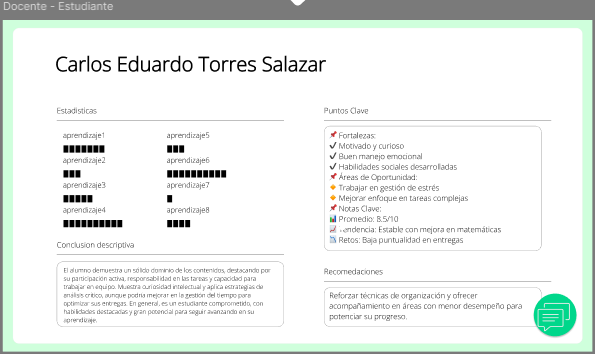 Docente - Estudiante
Carlos Eduardo Torres Salazar
Estadisticas
aprendizaje1
aprendizaje5
aprendizaje2
aprendizaje6
aprendizaje3
aprendizaje7
aprendizaje4
aprendizaje8
Conclusion descriptiva
El alumno demuestra un sólido dominio de los contenidos, destacando por
su participación activa, responsabilidad en las tareas y capacidad para
trabajar en equipo. Muestra curiosidad intelectual y aplica estrategias de
análisis crítico, aunque podría mejorar en la gestión del tiempo para
optimizar sus entregas. En general, es un estudiante comprometido, con
habilidades destacadas y gran potencial para seguir avanzando en su
aprendizaje.
Puntos Clave
📌 Fortalezas:
✔ Motivado y curioso
✔ Buen manejo emocional
✔ Habilidades sociales desarrolladas
📌 Áreas de Oportunidad:
🔸 Trabajar en gestión de estrés
🔸 Mejorar enfoque en tareas complejas
📌 Notas Clave:
📊 Promedio: 8.5/10
📈 Tendencia: Estable con mejora en matemáticas
📉 Retos: Baja puntualidad en entregas
Recomedaciones
Reforzar técnicas de organización y ofrecer
acompañamiento en áreas con menor desempeño para
potenciar su progreso.